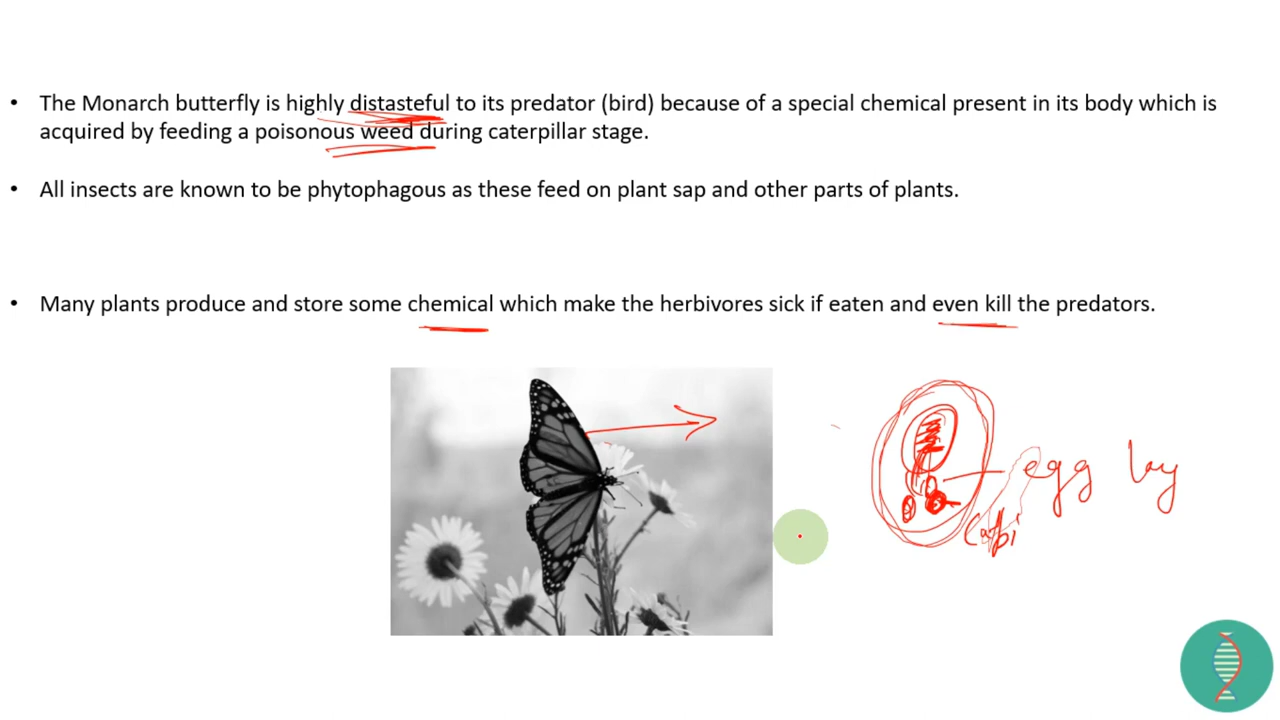 • The Monarch butterfly is highly distasteful to its predator (bird) because of a special chemical present in its body which is
acquired by feeding a poisonous weed during caterpillar stage.
• All insects are known to be phytophagous as these feed on plant sap and other parts of plants.
• Many plants produce and store some chemical which make the herbivores sick if eaten and even kill the predators.
egg lay